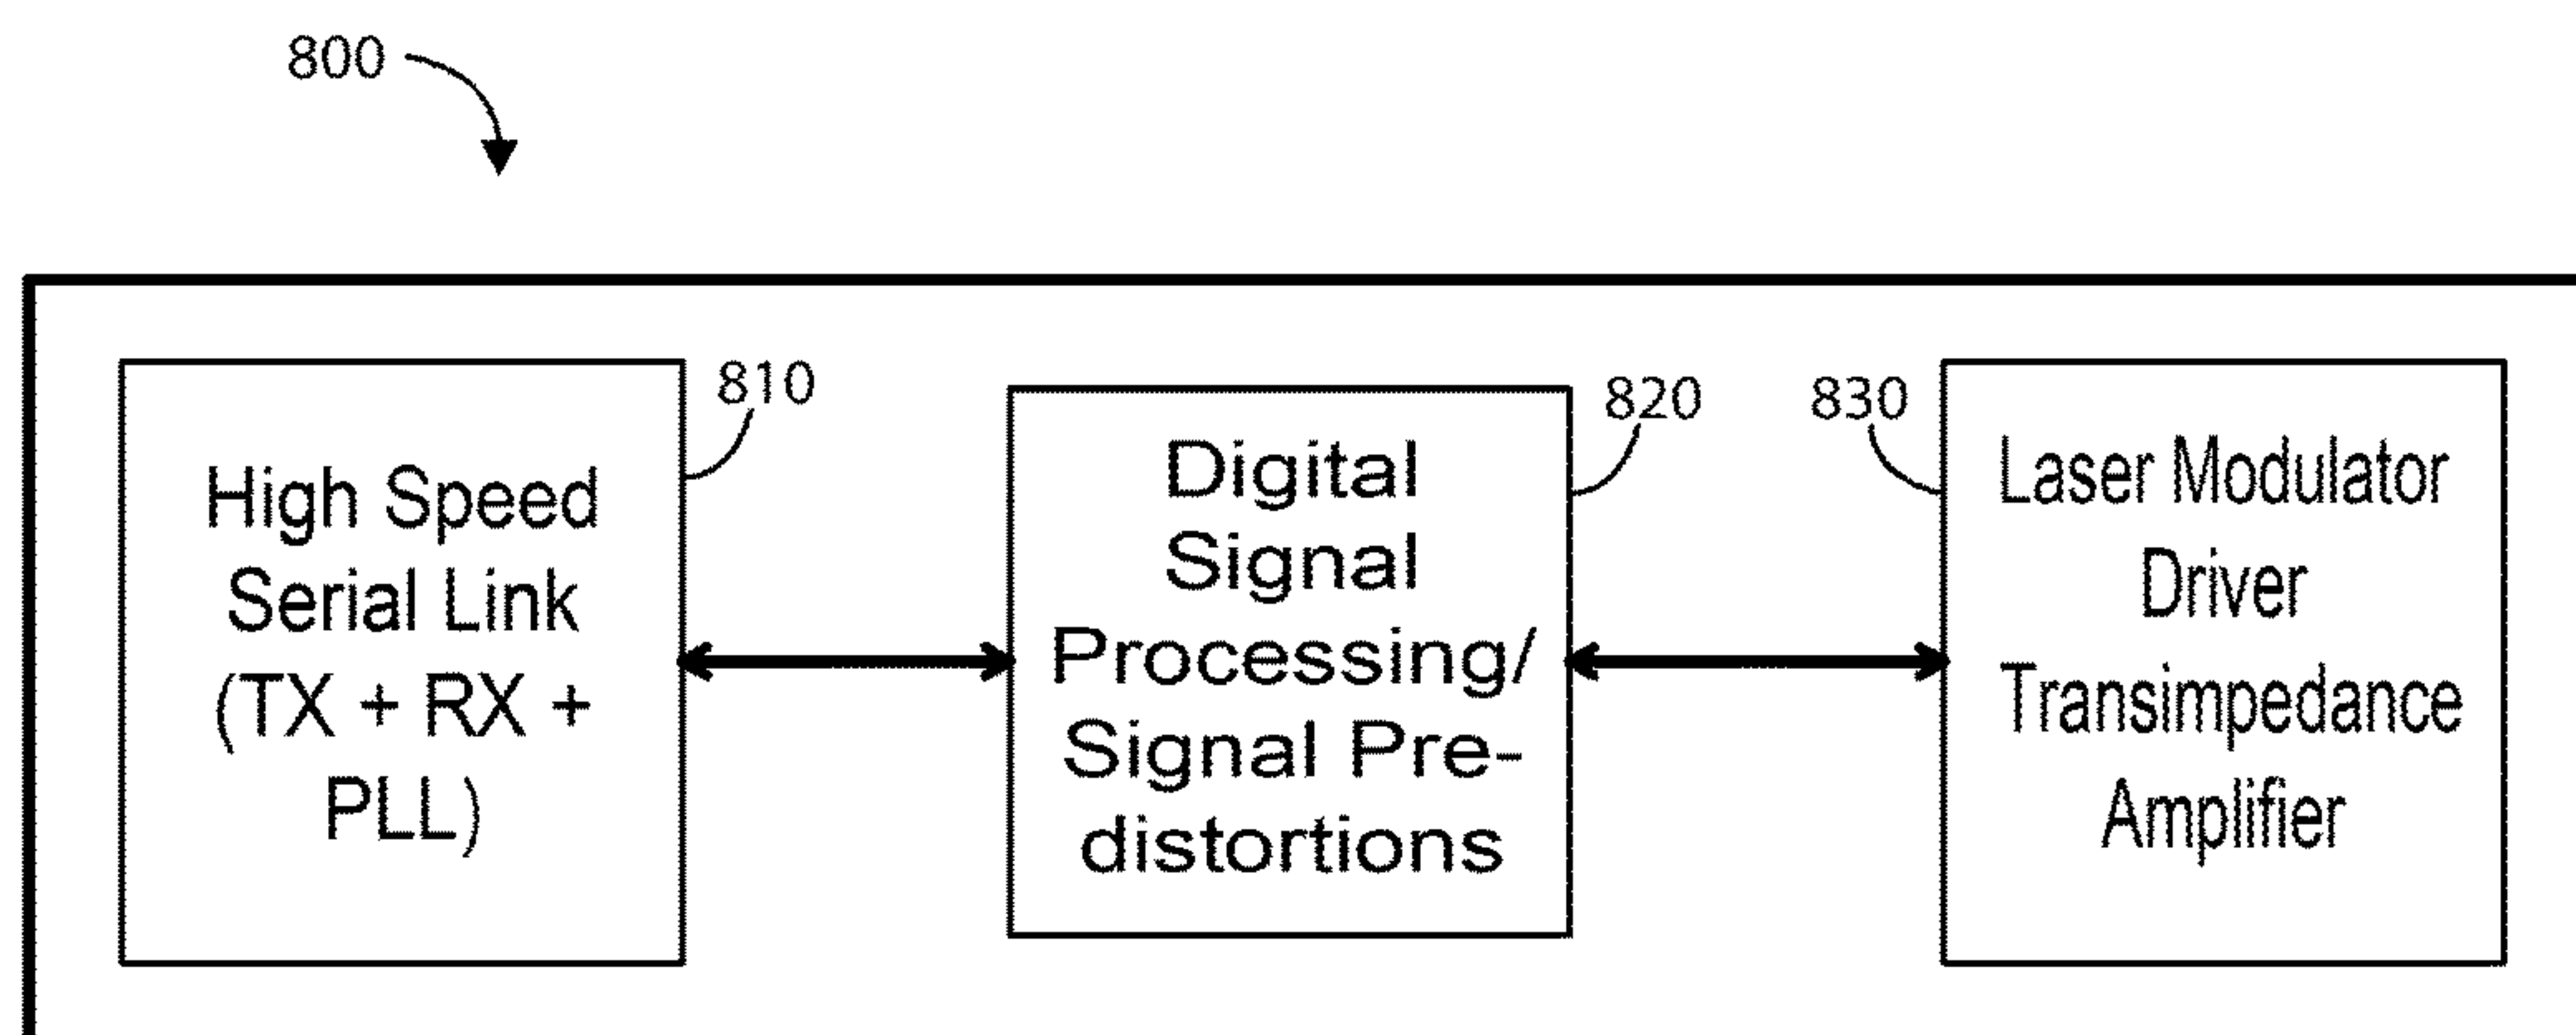 800
810
High Speed
Serial Link
(TX + RX +
PLL)
820
Digital
Signal
Processing/
Signal Pre-
distortions
830
Laser Modulator
Driver
Transimpedance
Amplifier